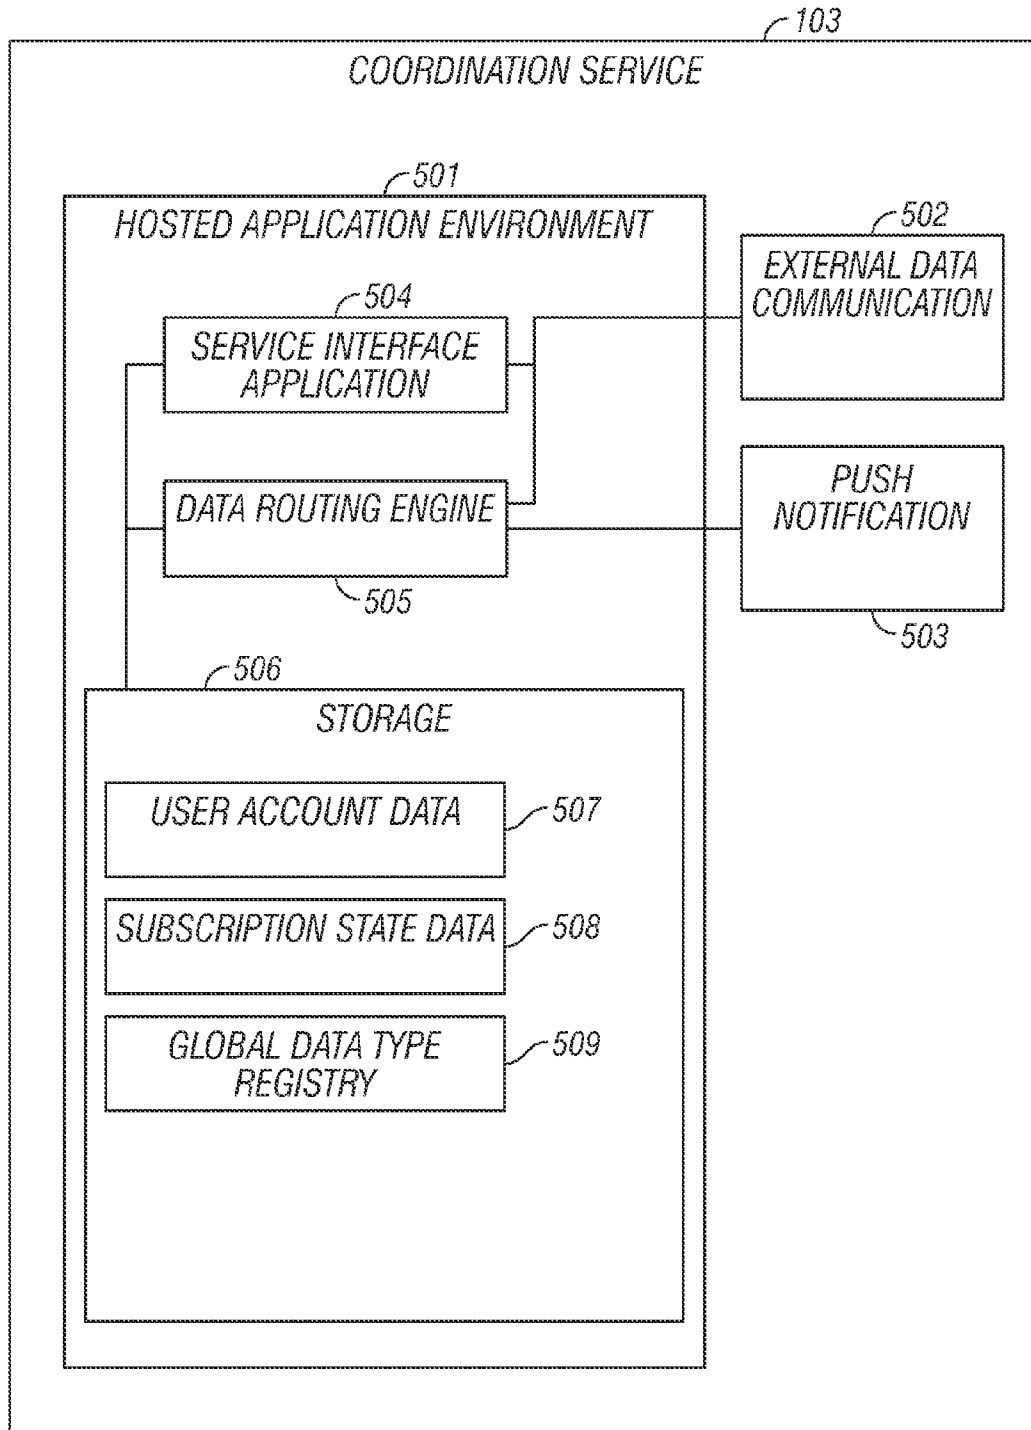 103
COORDINATION SERVICE
501
HOSTED APPLICATION ENVIRONMENT
502
EXTERNAL DATA
COMMUNICATION
504
SERVICE INTERFACE
APPLICATION
DATA ROUTING ENGINE
505
PUSH
NOTIFICATION
503
506
STORAGE
USER ACCOUNT DATA
507
SUBSCRIPTION STATE DATA
508
GLOBAL DATA TYPE
REGISTRY
509